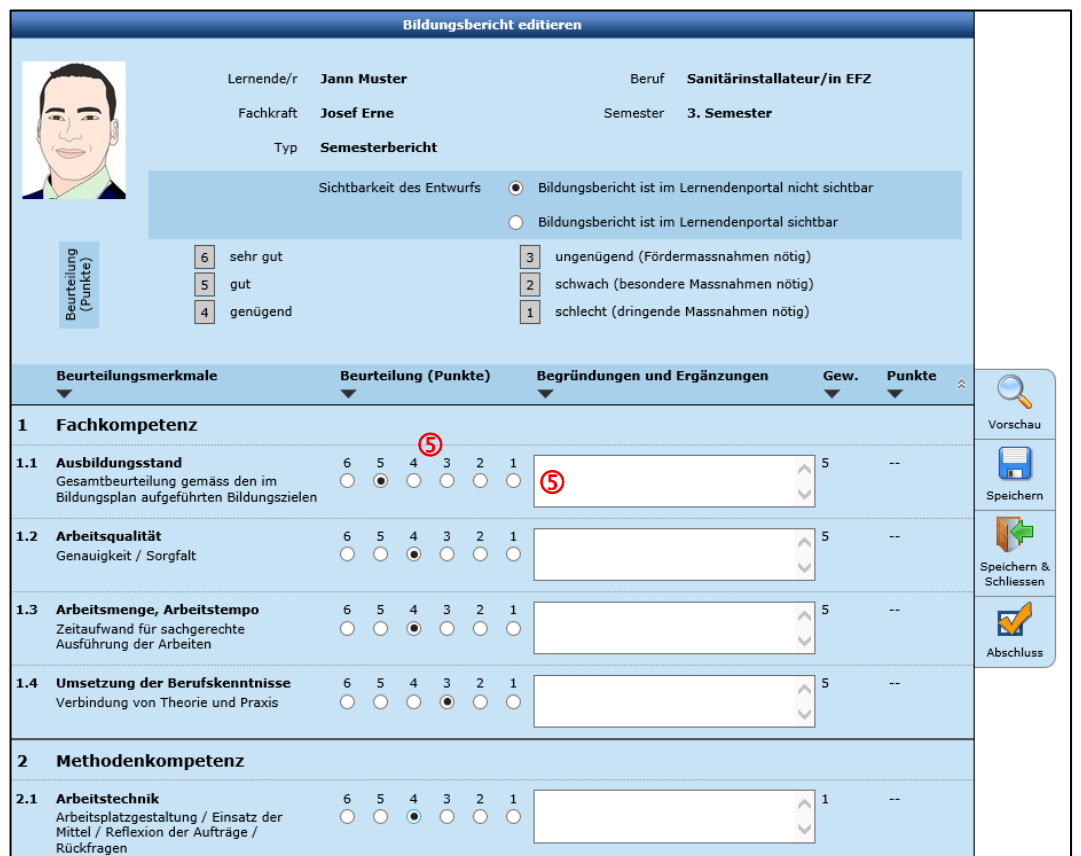 Bildungsbericht editieren
Lernende/r Jann Muster Beruf Sanitärinstallateur/in EFZ
Fachkraft Josef Erne Semester 3. Semester
Typ Semesterbericht
Sichtbarkeit des Entwurfs Bildungsbericht ist im Lernendenportal nicht sichtbar
Bildungsbericht ist im Lernendenportal sichtbar
Beurteilung
(Punkte)
6 sehr gut 3 ungenügend (Fördermassnahmen nötig)
5 gut 2 schwach (besondere Massnahmen nötig)
4 genügend 1 schlecht (dringende Massnahmen nötig)
Beurteilungsmerkmale Beurteilung (Punkte) Begründungen und Ergänzungen Gew. Punkte
Vorschau
1 Fachkompetenz
⑤
1.1 Ausbildungsstand 6 5 4 3 2 1 5 --
Gesamtbeurteilung gemäss den im ⑤
Bildungsplan aufgeführten Bildungszielen
Speichern
1.2 Arbeitsqualität 6 5 4 3 2 1 5 --
Genauigkeit / Sorgfalt
Speichern &
Schliessen
1.3 Arbeitsmenge, Arbeitstempo 6 5 4 3 2 1 5 --
Zeitaufwand für sachgerechte
Ausführung der Arbeiten
Abschluss
1.4 Umsetzung der Berufskenntnisse 6 5 4 3 2 1 5 --
Verbindung von Theorie und Praxis
2 Methodenkompetenz
2.1 Arbeitstechnik 6 5 4 3 2 1 1 --
Arbeitsplatzgestaltung / Einsatz der
Mittel / Reflexion der Aufträge /
Rückfragen